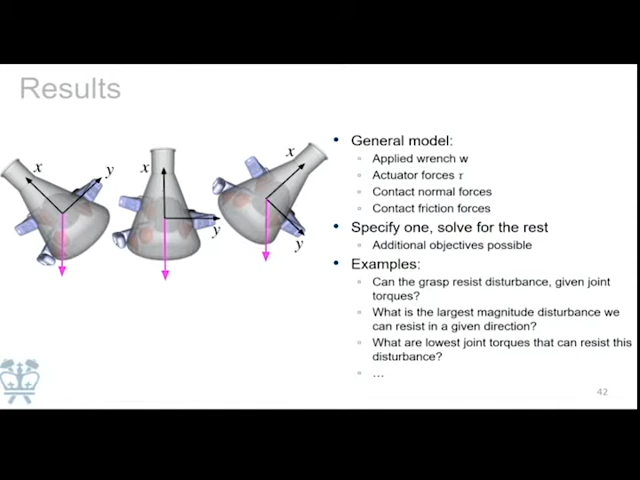 Results
x
y
x
y
x
y
• General model:
▫ Applied wrench w
▫ Actuator forces τ
▫ Contact normal forces
▫ Contact friction forces
• Specify one, solve for the rest
▫ Additional objectives possible
• Examples:
▫ Can the grasp resist disturbance, given joint
torques?
▫ What is the largest magnitude disturbance we
can resist in a given direction?
▫ What are lowest joint torques that can resist this
disturbance?
▫ ...
42